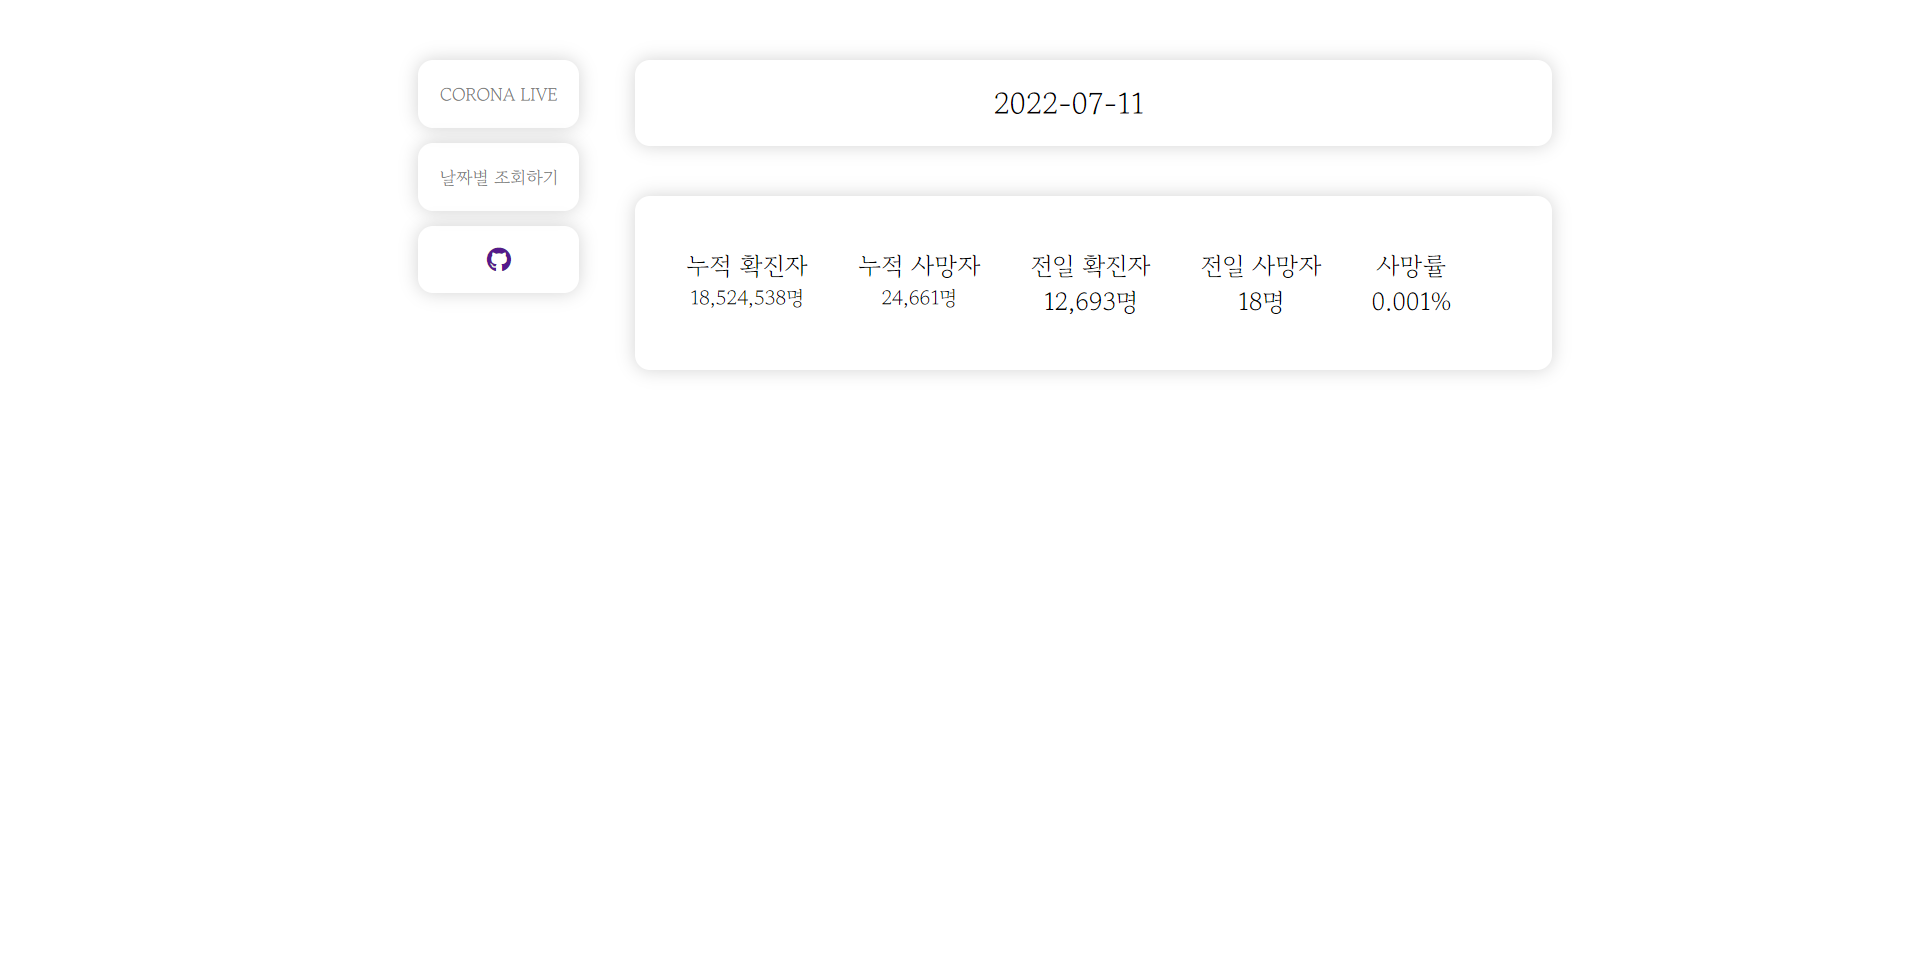 CORONA LIVE
날짜별 조회하기
2022-07-11
누적 확진자
18,524,538명
누적 사망자
24,661명
전일 확진자
12,693명
전일 사망자
18명
사망률
0.001%